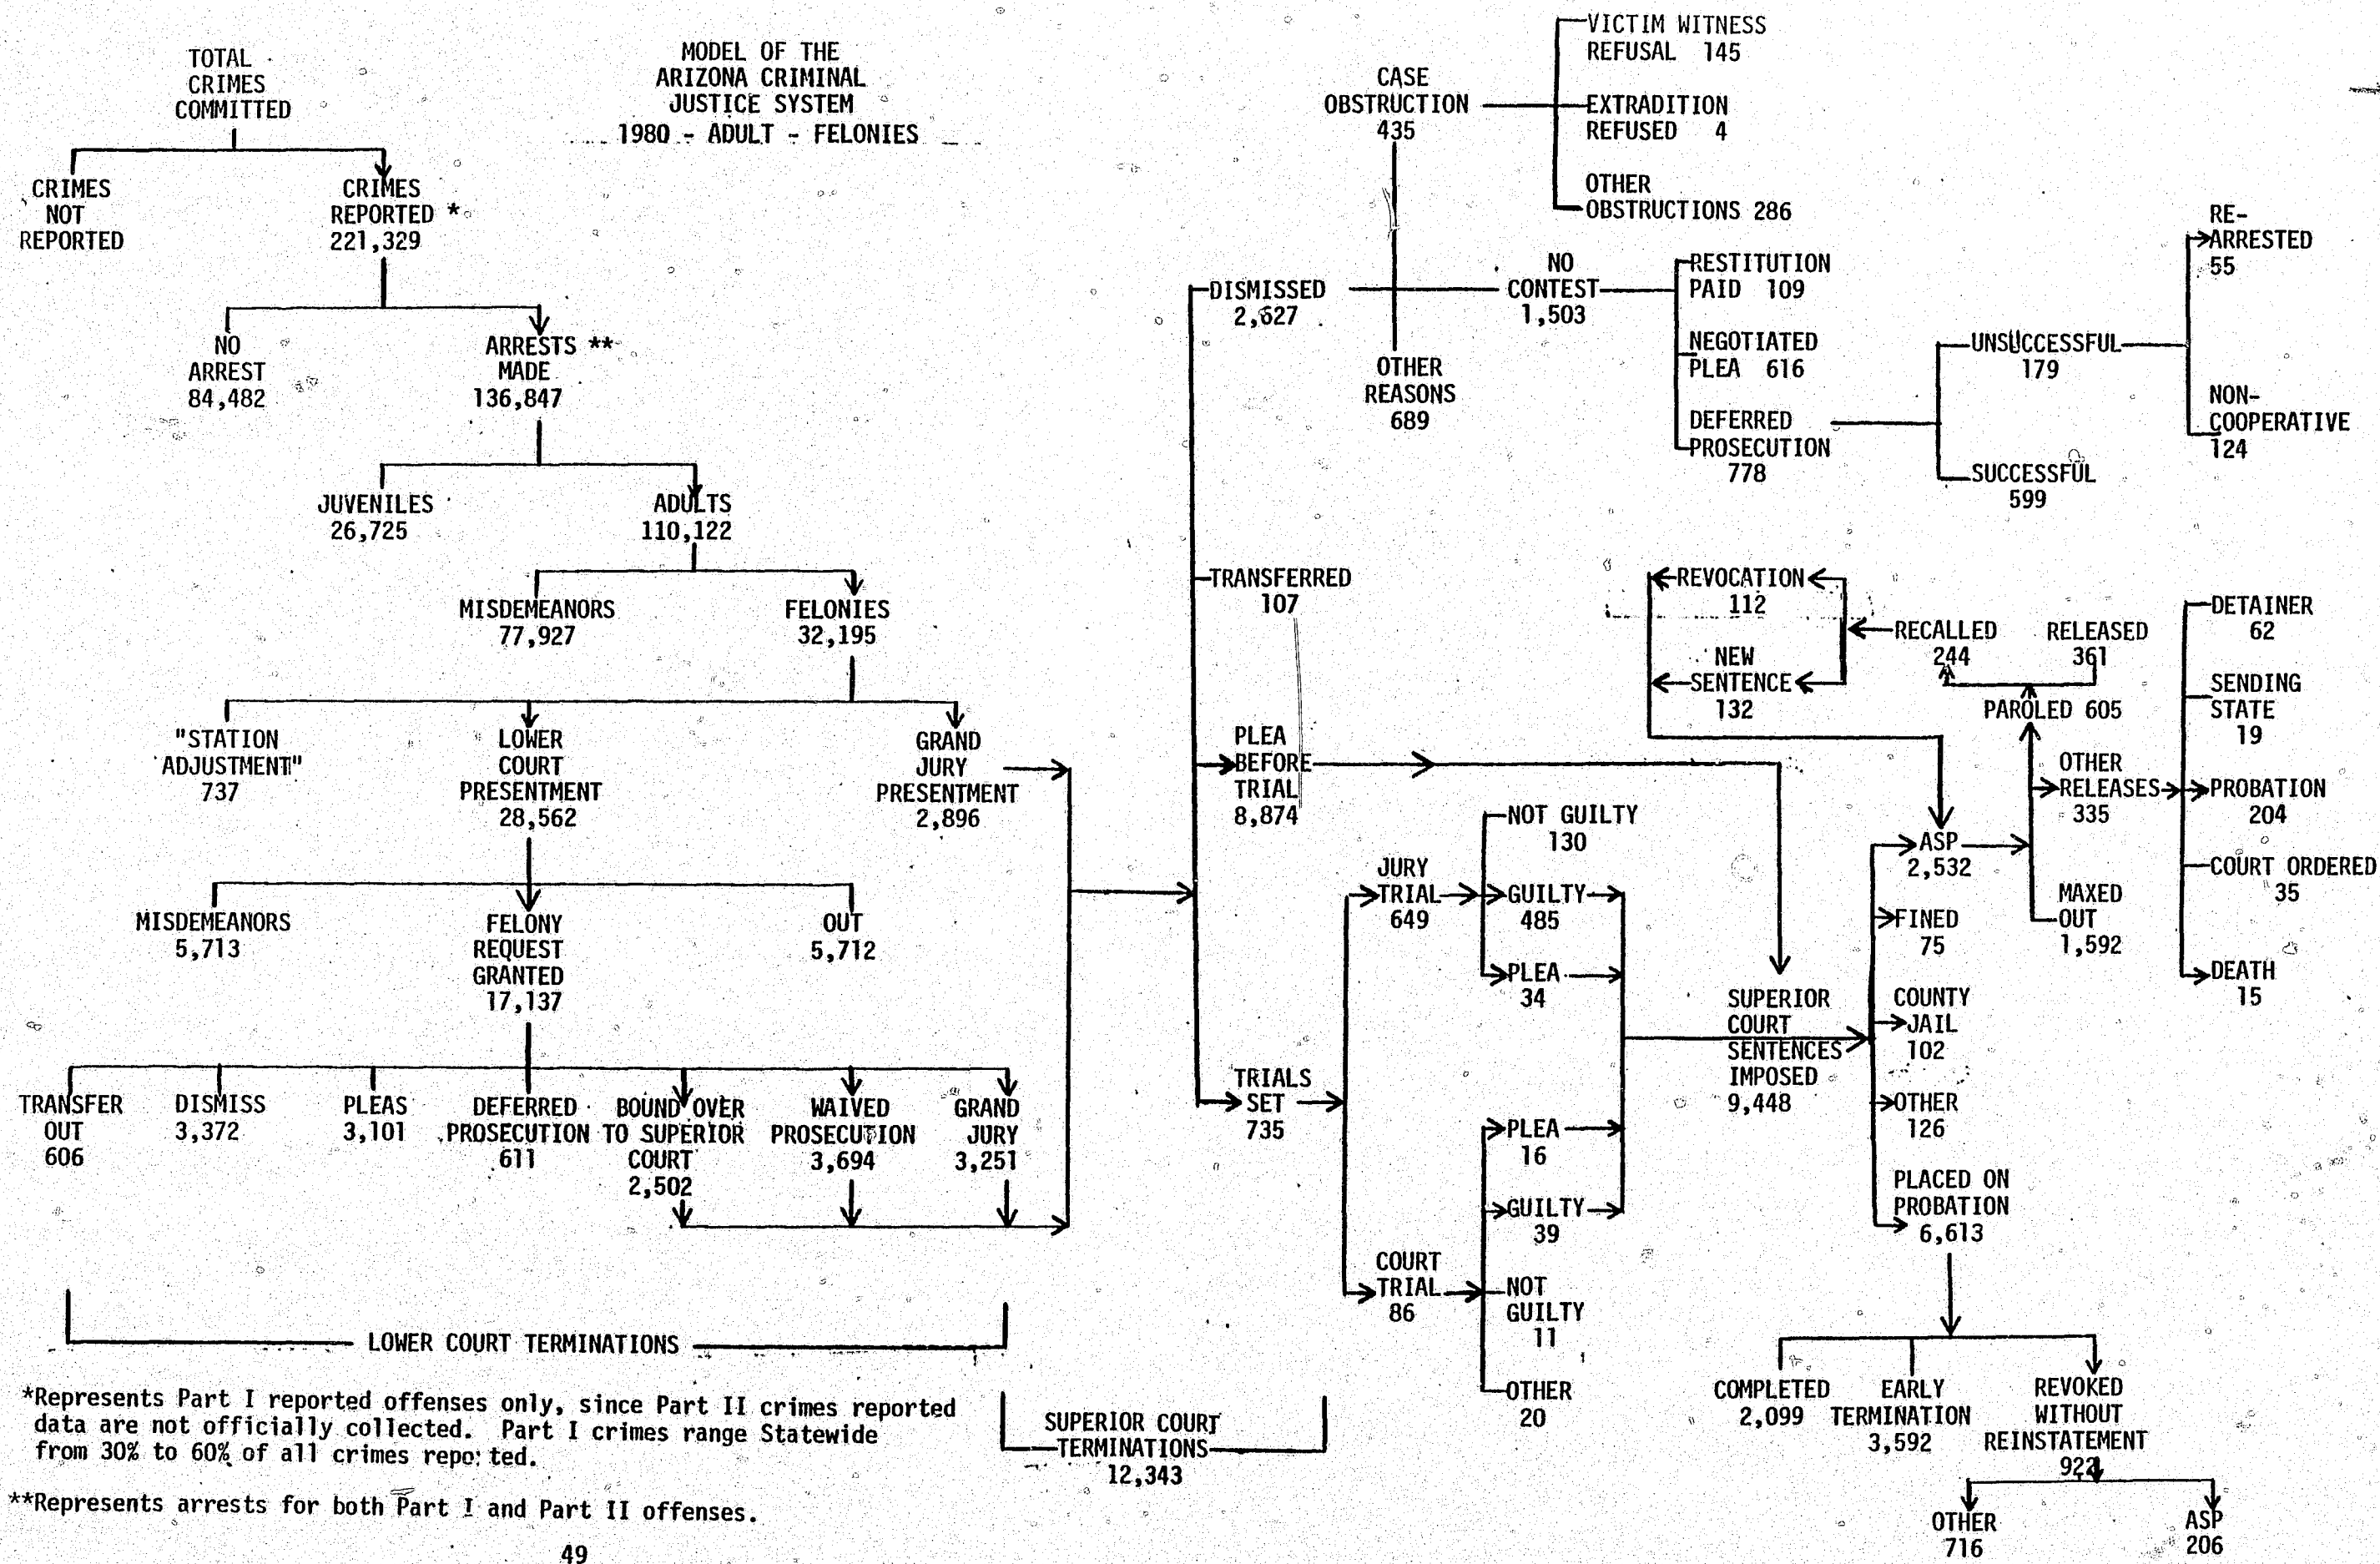 MODEL OF THE
ARIZONA CRIMINAL
JUSTICE SYSTEM
1980 - ADULT - FELONIES
TOTAL
CRIMES
COMMITTED
CRIMES
NOT
REPORTED
CRIMES
REPORTED *
221,329
NO
ARREST
84,482
ARRESTS **
MADE
136,847
JUVENILES
26,725
ADULTS
110,122
MISDEMEANORS
77,927
FELONIES
32,195
"STATION
ADJUSTMENT"
737
LOWER
COURT
PRESENTMENT
28,562
GRAND
JURY
PRESENTMENT
2,896
MISDEMEANORS
5,713
FELONY
REQUEST
GRANTED
17,137
OUT
5,712
TRANSFER
OUT
606
DISMISS
3,372
PLEAS
3,101
DEFERRED
PROSECUTION
611
BOUND OVER
TO SUPERIOR
COURT
2,502
WAIVED
PROSECUTION
3,694
GRAND
JURY
3,251
LOWER COURT TERMINATIONS
*Represents Part I reported offenses only, since Part II crimes reported
data are not officially collected. Part I crimes range Statewide
from 30% to 60% of all crimes reported.
**Represents arrests for both Part I and Part II offenses.
49
SUPERIOR COURT
TERMINATIONS
12,343
CASE
OBSTRUCTION
435
VICTIM WITNESS
REFUSAL 145
EXTRADITION
REFUSED 4
OTHER
OBSTRUCTIONS 286
DISMISSED
2,627
NO
CONTEST
1,503
OTHER
REASONS
689
RESTITUTION
PAID 109
NEGOTIATED
PLEA 616
DEFERRED
PROSECUTION
778
UNSUCCESSFUL
179
SUCCESSFUL
599
RE-
ARRESTED
55
NON-
COOPERATIVE
124
TRANSFERRED
107
PLEA
BEFORE
TRIAL
8,874
TRIALS
SET
735
JURY
TRIAL
649
NOT GUILTY
130
GUILTY
485
PLEA
34
COURT
TRIAL
86
PLEA
16
GUILTY
39
NOT
GUILTY
11
OTHER
20
SUPERIOR
COURT
SENTENCES
IMPOSED
9,448
REVOCATION
112
NEW
SENTENCE
132
RECALLED
244
RELEASED
361
PAROLED 605
ASP
2,532
FINED
75
COUNTY
JAIL
102
OTHER
126
PLACED ON
PROBATION
6,613
OTHER
RELEASES
335
MAXED
OUT
1,592
DETAINER
62
SENDING
STATE
19
PROBATION
204
COURT ORDERED
35
DEATH
15
COMPLETED
2,099
EARLY
TERMINATION
3,592
REVOKED
WITHOUT
REINSTATEMENT
922
OTHER
716
ASP
206